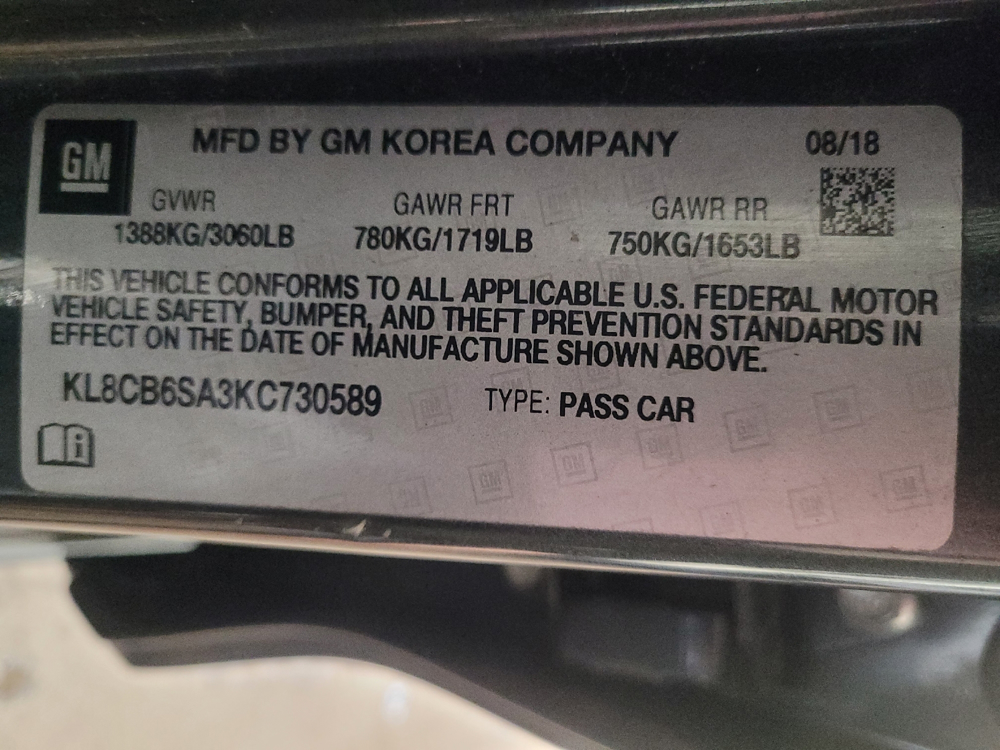 GM
MFD BY GM KOREA COMPANY 08/18
GVWR GAWR FRT GAWR RR
1388KG/3060LB 780KG/1719LB 750KG/1653LB
THIS VEHICLE CONFORMS TO ALL APPLICABLE U.S. FEDERAL MOTOR
VEHICLE SAFETY, BUMPER, AND THEFT PREVENTION STANDARDS IN
EFFECT ON THE DATE OF MANUFACTURE SHOWN ABOVE.
KL8CB6SA3KC730589 TYPE: PASS CAR